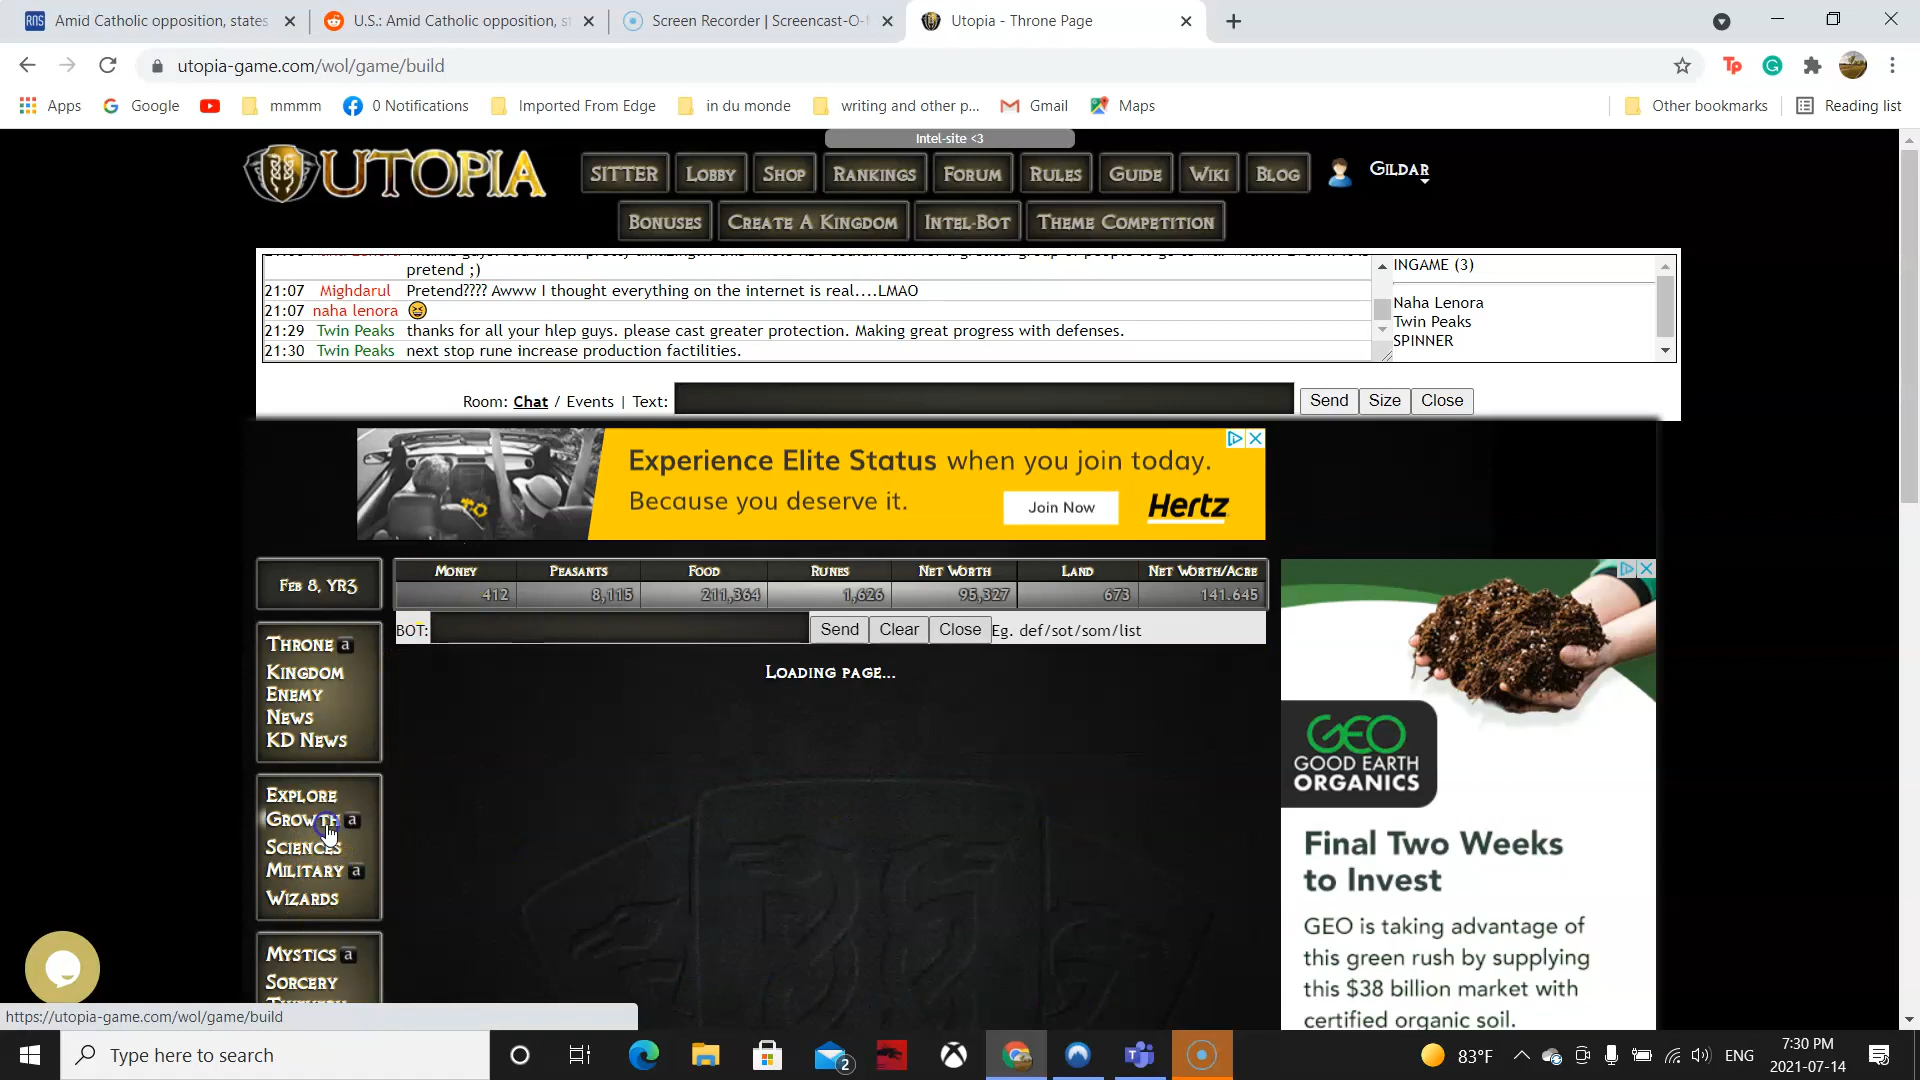 RNS Amid Catholic opposition, states
U.S.: Amid Catholic opposition, st
Screen Recorder | Screencast-O-
Utopia - Throne Page
utopia-game.com/wol/game/build
Tp
Apps
Google
mmmm
0 Notifications
Imported From Edge
in du monde
writing and other p...
Gmail
Maps
Other bookmarks
Reading list
Intel-site <3
UTOPIA
SITTER
LOBBY
SHOP
RANKINGS
FORUM
RULES
GUIDE
WIKI
BLOG
GILDAR
BONUSES
CREATE A KINGDOM
INTEL-BOT
THEME COMPETITION
pretend ;)
21:07 Mighdarul Pretend???? Awww I thought everything on the internet is real....LMAO
21:07 naha lenora
21:29 Twin Peaks thanks for all your hlep guys. please cast greater protection. Making great progress with defenses.
21:30 Twin Peaks next stop rune increase production factilities.
INGAME (3)
Naha Lenora
Twin Peaks
SPINNER
Room: Chat / Events | Text:
Send
Size
Close
Experience Elite Status when you join today.
Because you deserve it.
Join Now
Hertz
FEB 8, YR3
MONEY PEASANTS FOOD RUNES NET WORTH LAND NET WORTH/ACRE
412 8,115 211,364 1,626 95,327 673 141.645
BOT:
Send
Clear
Close
Eg. def/sot/som/list
LOADING PAGE...
THRONE a
KINGDOM
ENEMY
NEWS
KD NEWS
EXPLORE
GROWTH a
SCIENCES
MILITARY a
WIZARDS
MYSTICS a
SORCERY
GEO
GOOD EARTH
ORGANICS
Final Two Weeks
to Invest
GEO is taking advantage of
this green rush by supplying
this $38 billion market with
certified organic soil.
https://utopia-game.com/wol/game/build
Type here to search
2
83°F
ENG
7:30 PM
2021-07-14